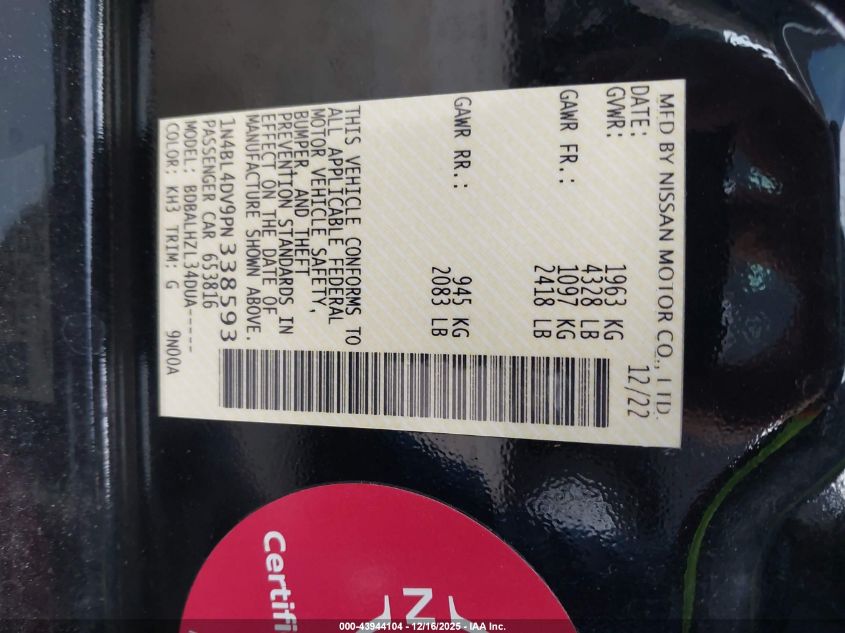 MFD BY NISSAN MOTOR CO., LTD.
DATE: 12/22
GVWR: 1963 KG
4328 LB
GAWR FR.: 1097 KG
2418 LB
GAWR RR.: 945 KG
2083 LB
THIS VEHICLE CONFORMS TO
ALL APPLICABLE FEDERAL
MOTOR VEHICLE SAFETY,
BUMPER, AND THEFT
PREVENTION STANDARDS IN
EFFECT ON THE DATE OF
MANUFACTURE SHOWN ABOVE.
1N4BL4DV9PN338593
PASSENGER CAR 653816
MODEL: BDBALHZL34DUA-----
COLOR: KH3 TRIM: G 9N00A
Certifi
N
000-43944104 - 12/16/2025 - IAA Inc.